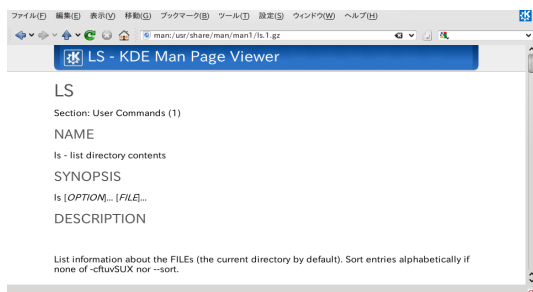 ファイル(F) 編集(E) 表示(V) 移動(G) ブックマーク(B) ツール(T) 設定(S) ウィンドウ(W) ヘルプ(H)
man:/usr/share/man/man1/ls.1.gz
LS - KDE Man Page Viewer
LS
Section: User Commands (1)
NAME
ls - list directory contents
SYNOPSIS
ls [OPTION]... [FILE]...
DESCRIPTION
List information about the FILEs (the current directory by default). Sort entries alphabetically if
none of -cftuvSUX nor --sort.